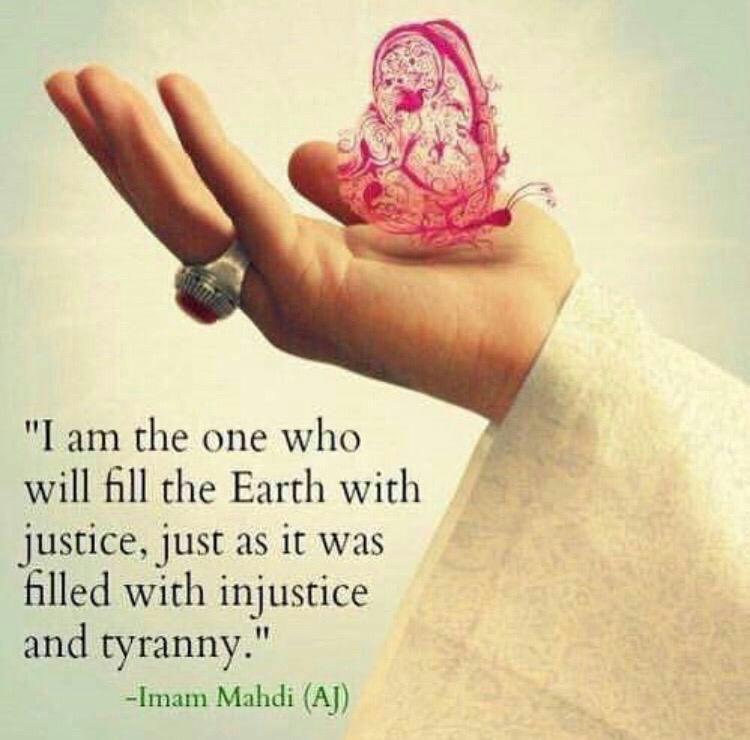 "I am the one who
will fill the Earth with
justice, just as it was
filled with injustice
and tyranny."
-Imam Mahdi (AJ)